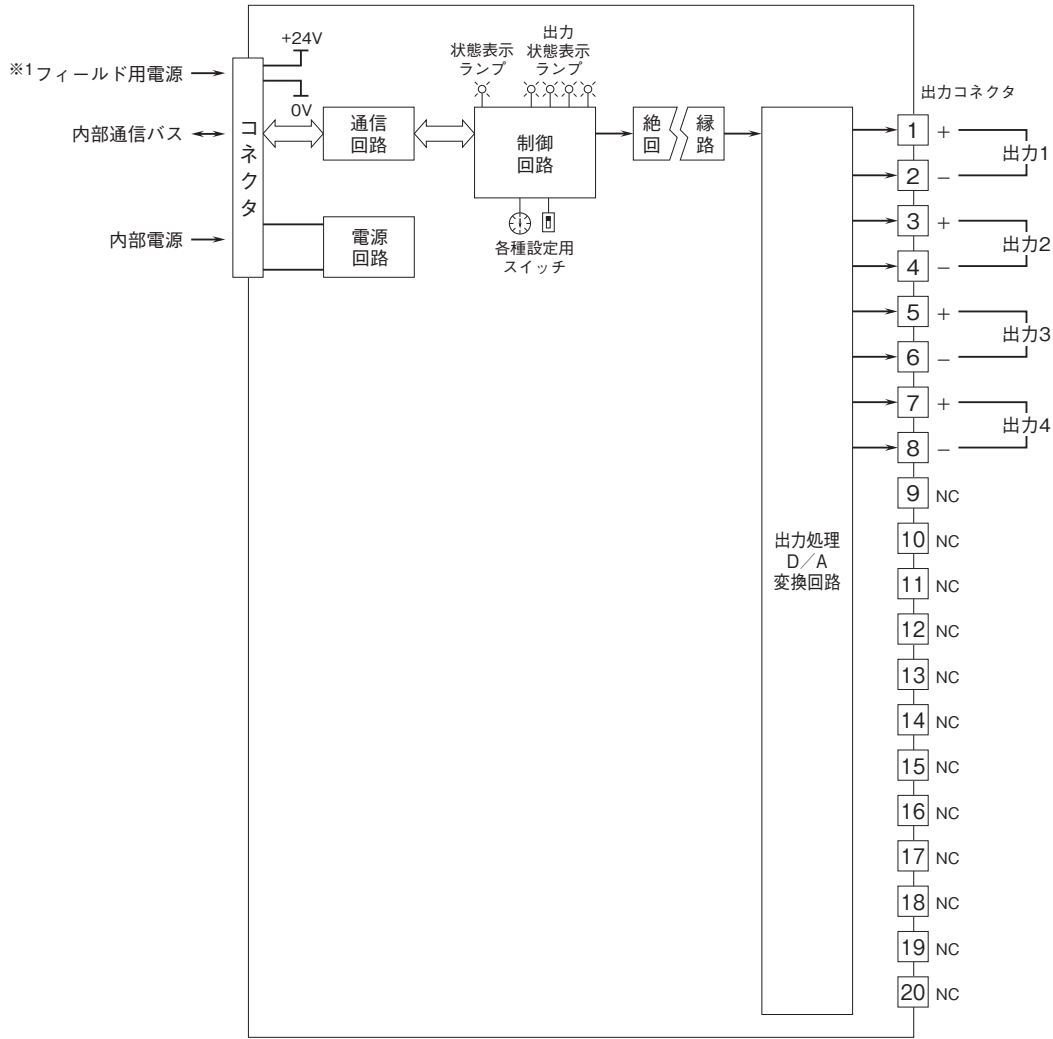 ※1フィールド用電源
内部通信バス
内部電源
コネクタ
+24V
0V
通信
回路
電源
回路
状態表示
ランプ
出力
状態表示
ランプ
制御
回路
各種設定用
スイッチ
絶縁
回路
出力処理
D/A
変換回路
出力コネクタ
1 +
2 −
出力1
3 +
4 −
出力2
5 +
6 −
出力3
7 +
8 −
出力4
9 NC
10 NC
11 NC
12 NC
13 NC
14 NC
15 NC
16 NC
17 NC
18 NC
19 NC
20 NC